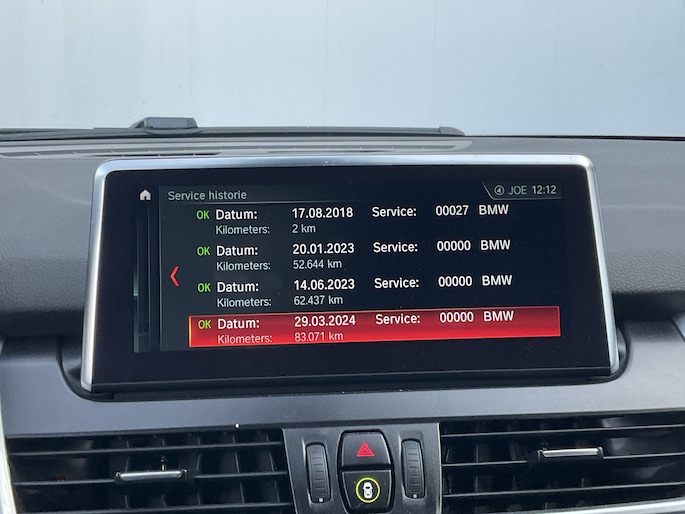 Service historie JOE 12:12
OK Datum: 17.08.2018 Service: 00027 BMW
Kilometers: 2 km
OK Datum: 20.01.2023 Service: 00000 BMW
Kilometers: 52.644 km
OK Datum: 14.06.2023 Service: 00000 BMW
Kilometers: 62.437 km
OK Datum: 29.03.2024 Service: 00000 BMW
Kilometers: 83.071 km